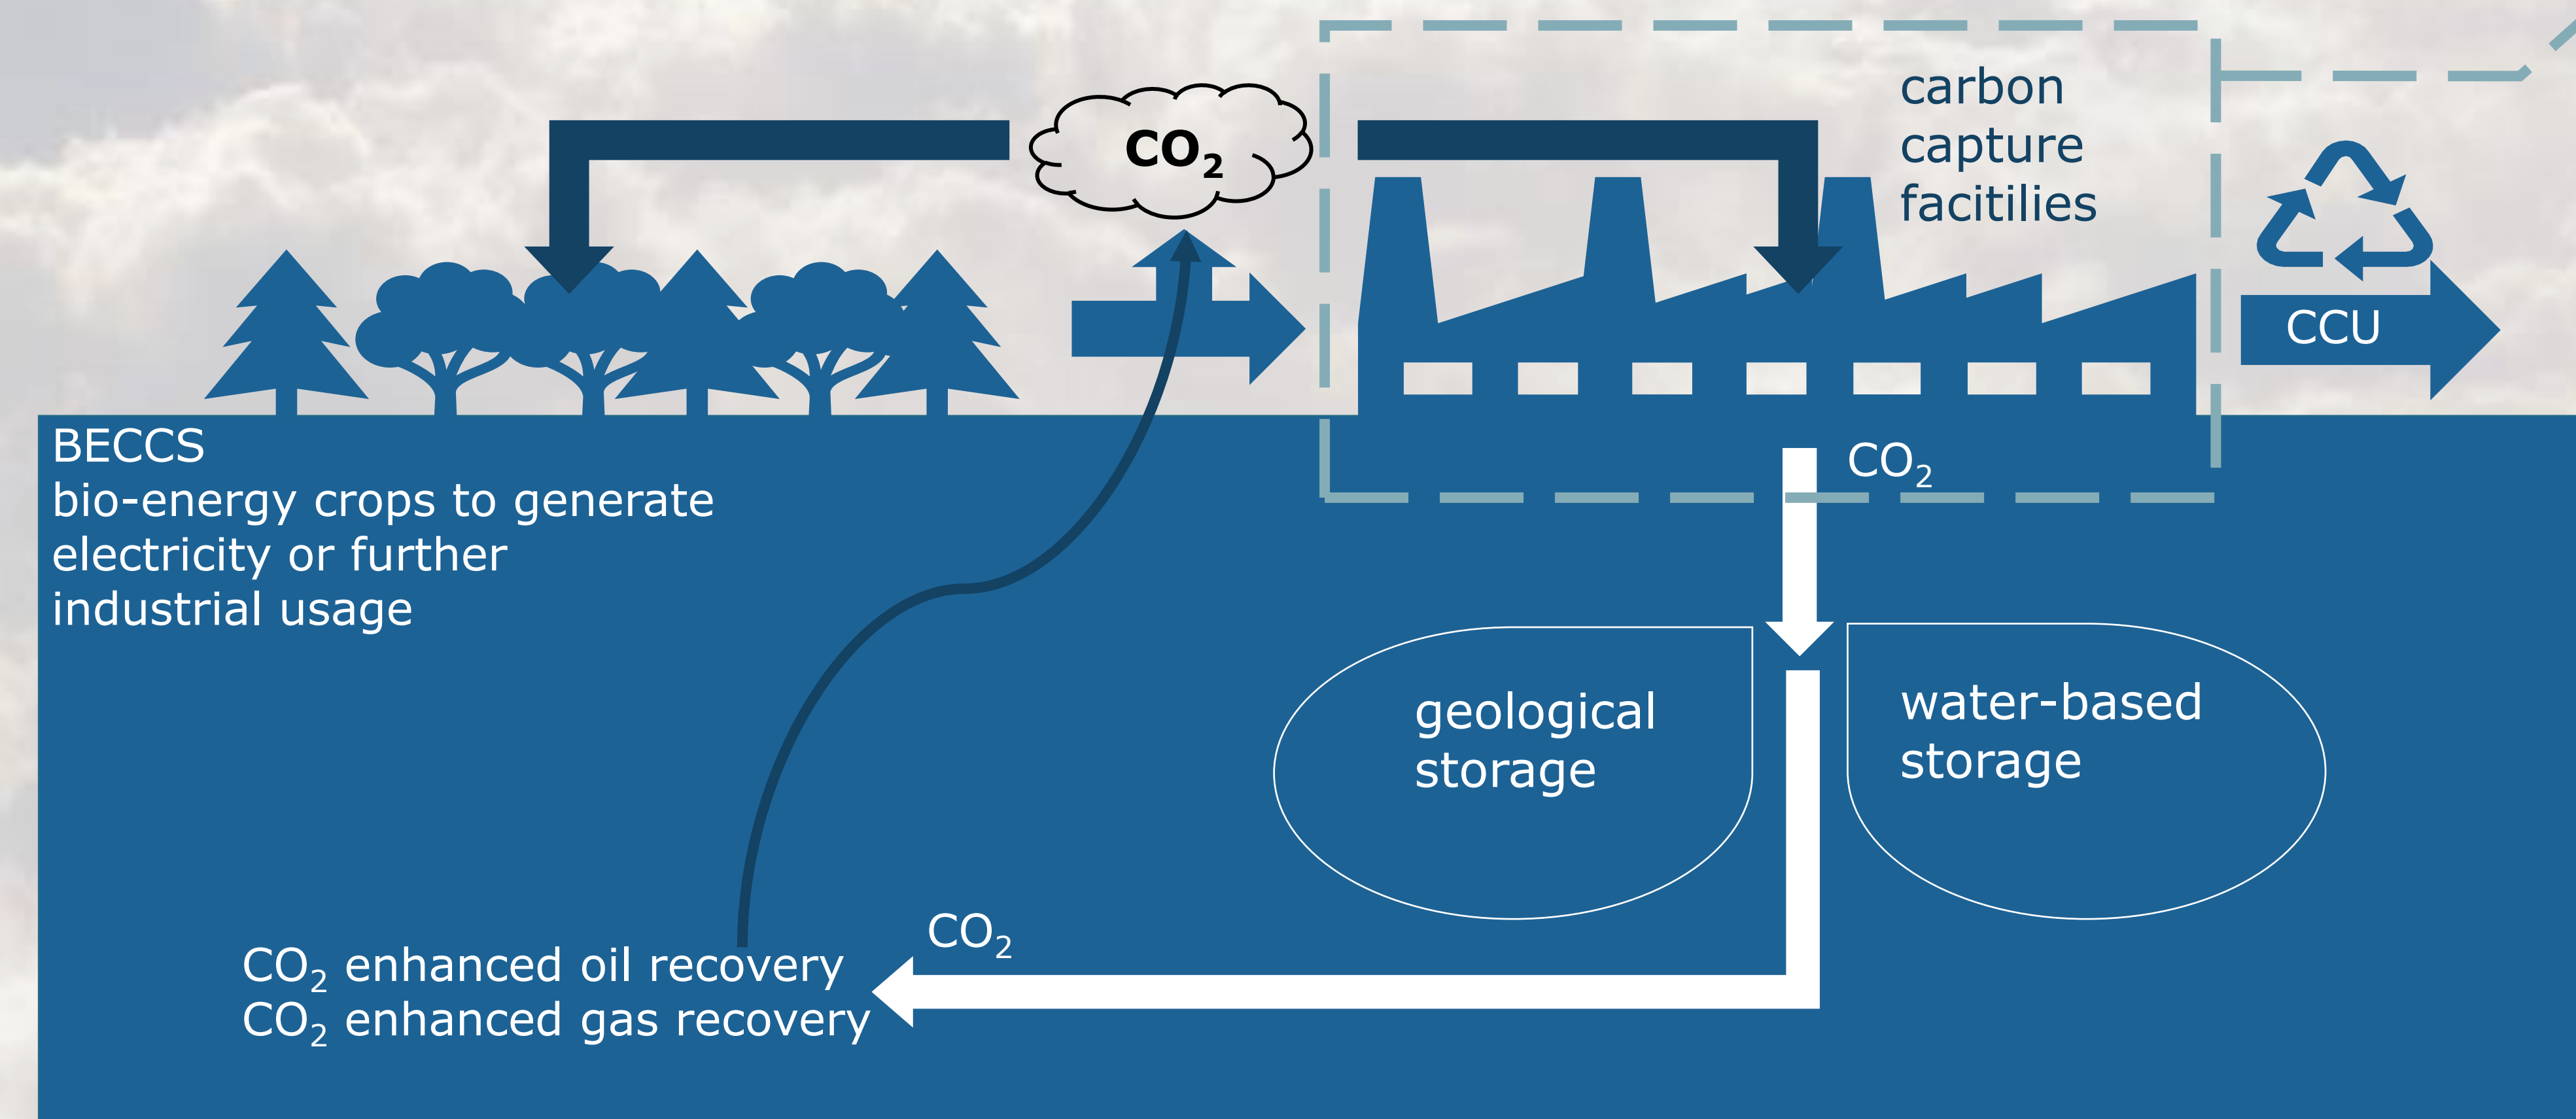 CO₂
carbon
capture
facitilies
CCU
BECCS
bio-energy crops to generate
electricity or further
industrial usage
CO₂
geological
storage
water-based
storage
CO₂
CO₂ enhanced oil recovery
CO₂ enhanced gas recovery